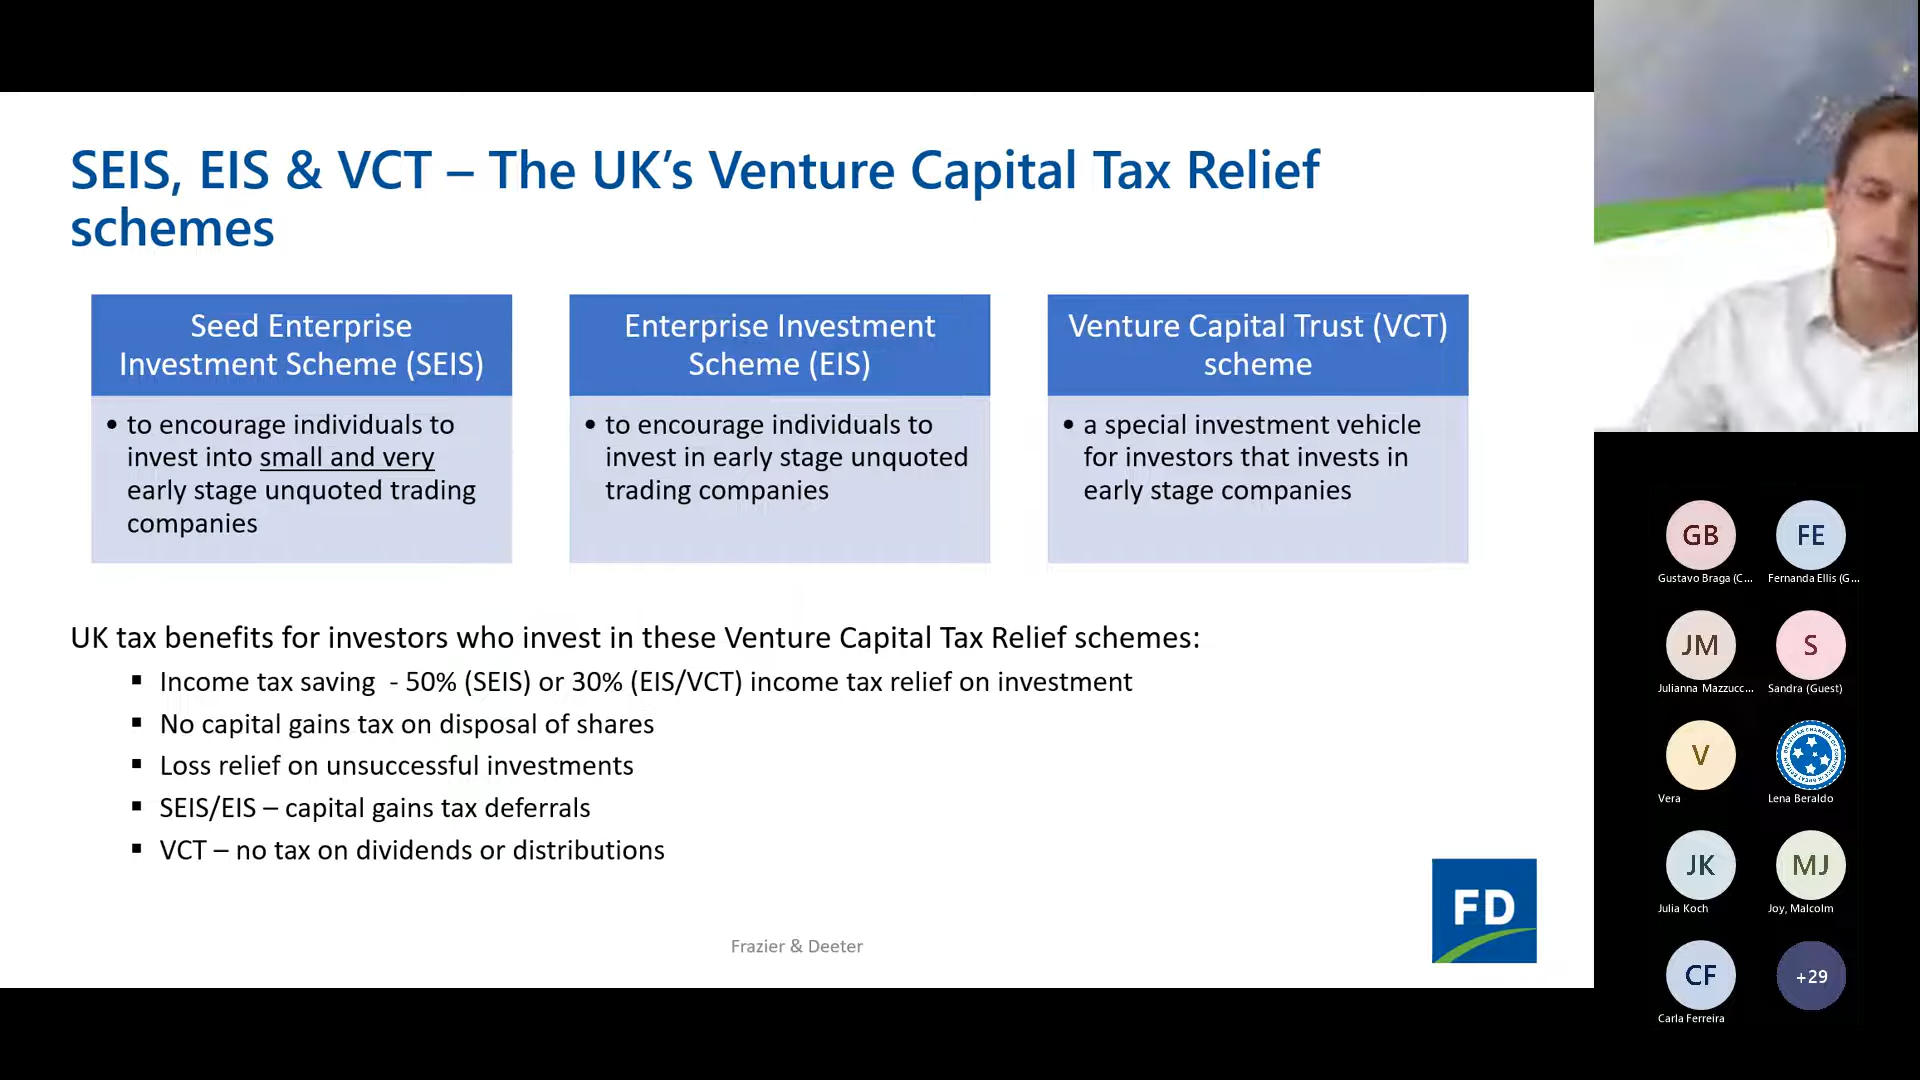 SEIS, EIS & VCT – The UK’s Venture Capital Tax Relief
schemes
Seed Enterprise
Investment Scheme (SEIS)
• to encourage individuals to
invest into small and very
early stage unquoted trading
companies
Enterprise Investment
Scheme (EIS)
• to encourage individuals to
invest in early stage unquoted
trading companies
Venture Capital Trust (VCT)
scheme
• a special investment vehicle
for investors that invests in
early stage companies
UK tax benefits for investors who invest in these Venture Capital Tax Relief schemes:
▪ Income tax saving  - 50% (SEIS) or 30% (EIS/VCT) income tax relief on investment
▪ No capital gains tax on disposal of shares
▪ Loss relief on unsuccessful investments
▪ SEIS/EIS – capital gains tax deferrals
▪ VCT – no tax on dividends or distributions
Frazier & Deeter
FD
GB
Gustavo Braga (C...
FE
Fernanda Ellis (G...
JM
Julianna Mazzucc...
S
Sandra (Guest)
V
Vera
Lena Beraldo
JK
Julia Koch
MJ
Joy, Malcolm
CF
Carla Ferreira
+29